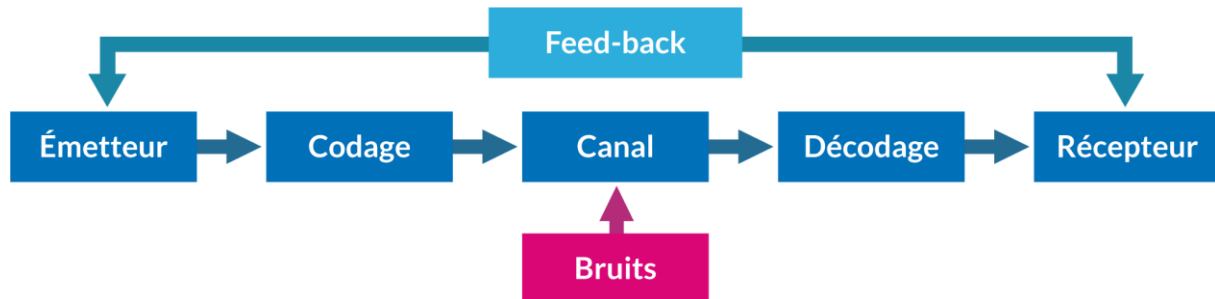 Feed-back
Émetteur
Codage
Canal
Décodage
Récepteur
Bruits